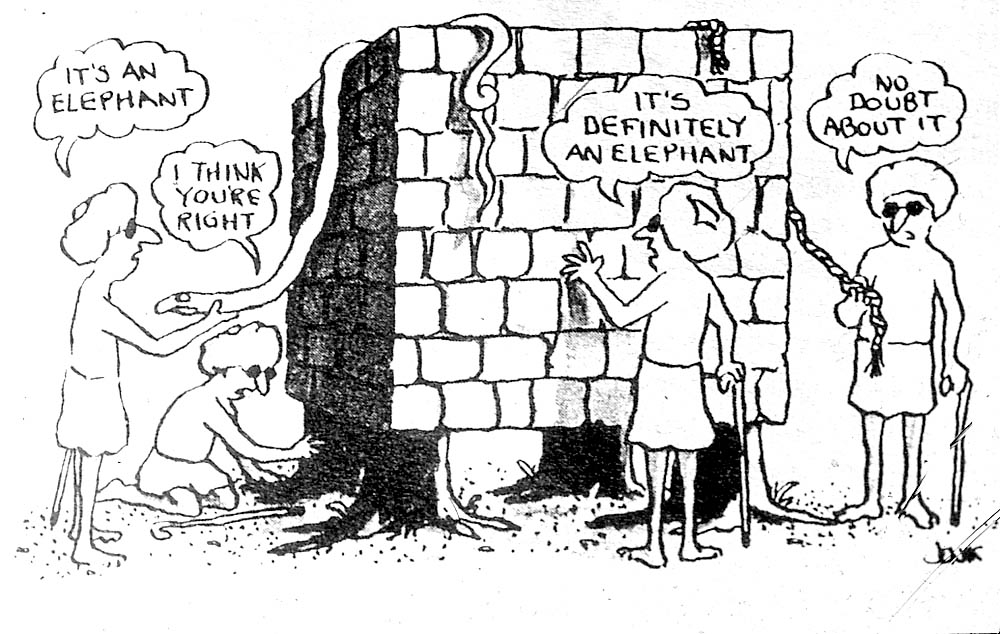 IT'S AN
ELEPHANT
I THINK
YOU'RE
RIGHT
IT'S
DEFINITELY
AN ELEPHANT
NO
DOUBT
ABOUT IT